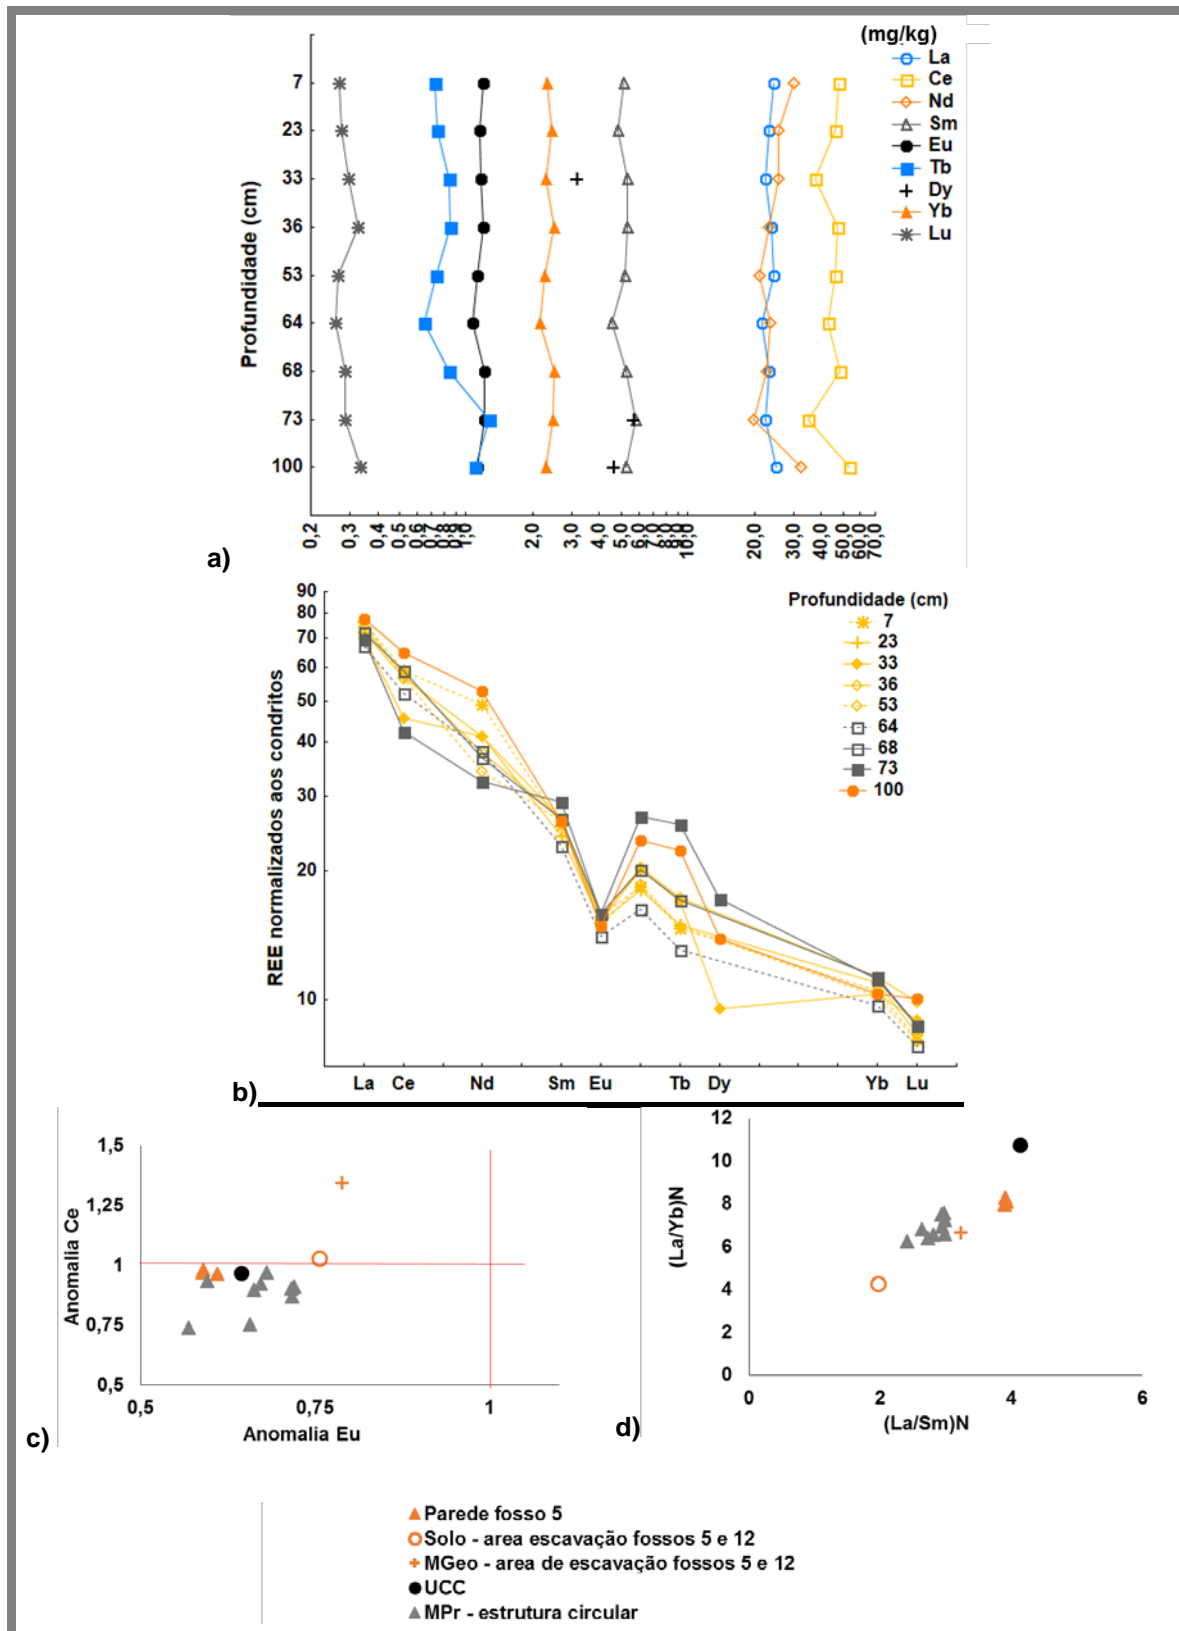 (mg/kg)
La
Ce
Nd
Sm
Eu
Tb
Dy
Yb
Lu
Profundidade (cm)
7
23
33
36
53
64
68
73
100
0,2
0,3
0,4
0,5
0,6
0,7
0,8
0,9
1,0
2,0
3,0
4,0
5,0
6,0
7,0
8,0
9,0
10,0
20,0
30,0
40,0
50,0
60,0
70,0
a)
Profundidade (cm)
7
23
33
36
53
64
68
73
100
REE normalizados aos condritos
90
80
70
60
50
40
30
20
10
La Ce Nd Sm Eu Tb Dy Yb Lu
b)
Anomalia Ce
1,5
1,25
1
0,75
0,5
0,5 0,75 1
Anomalia Eu
c)
(La/Yb)N
12
10
8
6
4
2
0
0 2 4 6
(La/Sm)N
d)
Parede fosso 5
Solo - area escavação fossos 5 e 12
MGeo - area de escavação fossos 5 e 12
UCC
MPr - estrutura circular